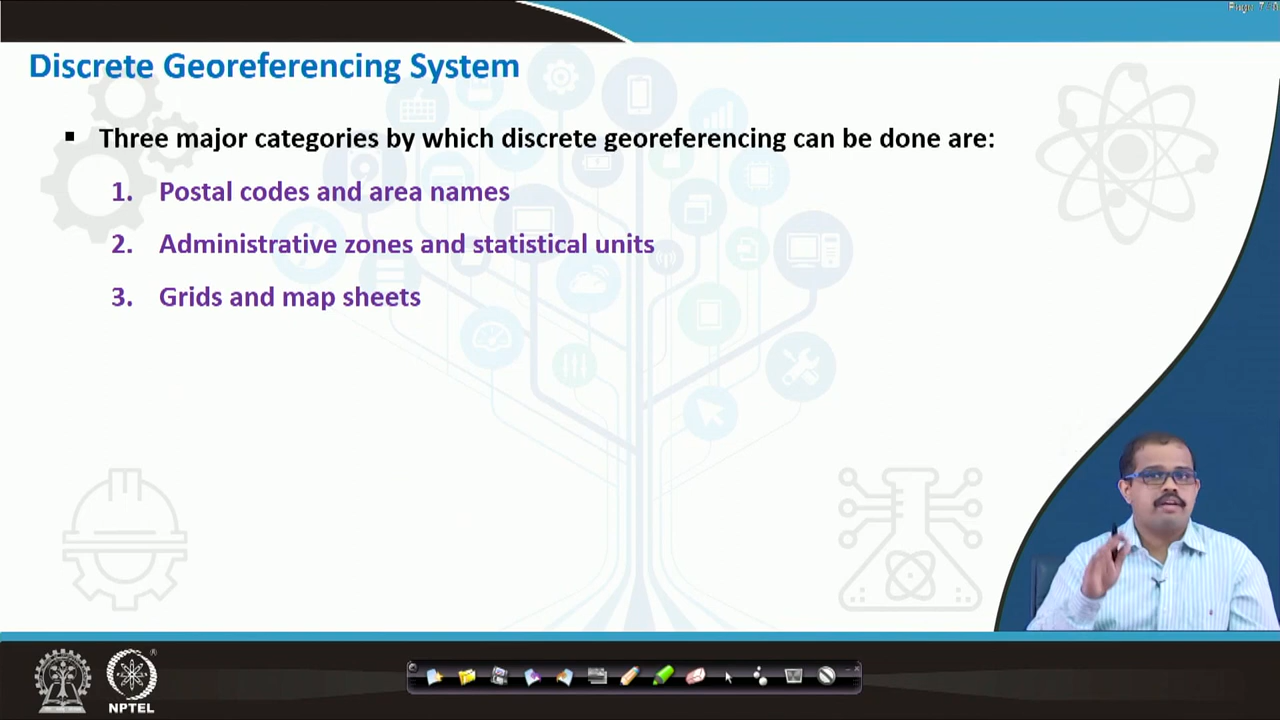 Discrete Georeferencing System
▪ Three major categories by which discrete georeferencing can be done are:
1. Postal codes and area names
2. Administrative zones and statistical units
3. Grids and map sheets
NPTEL